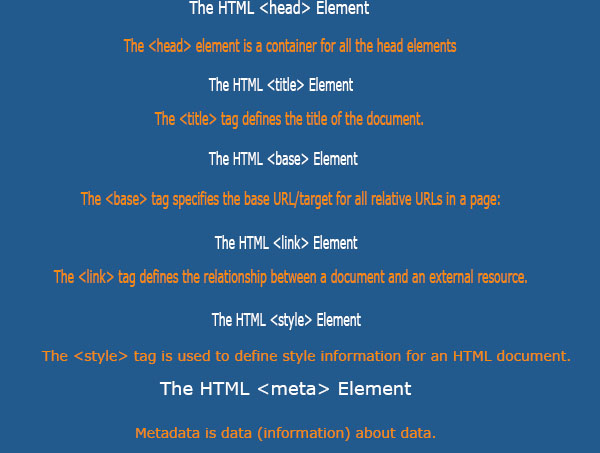 The HTML <head> Element
The <head> element is a container for all the head elements
The HTML <title> Element
The <title> tag defines the title of the document.
The HTML <base> Element
The <base> tag specifies the base URL/target for all relative URLs in a page:
The HTML <link> Element
The <link> tag defines the relationship between a document and an external resource.
The HTML <style> Element
The <style> tag is used to define style information for an HTML document.
The HTML <meta> Element
Metadata is data (information) about data.